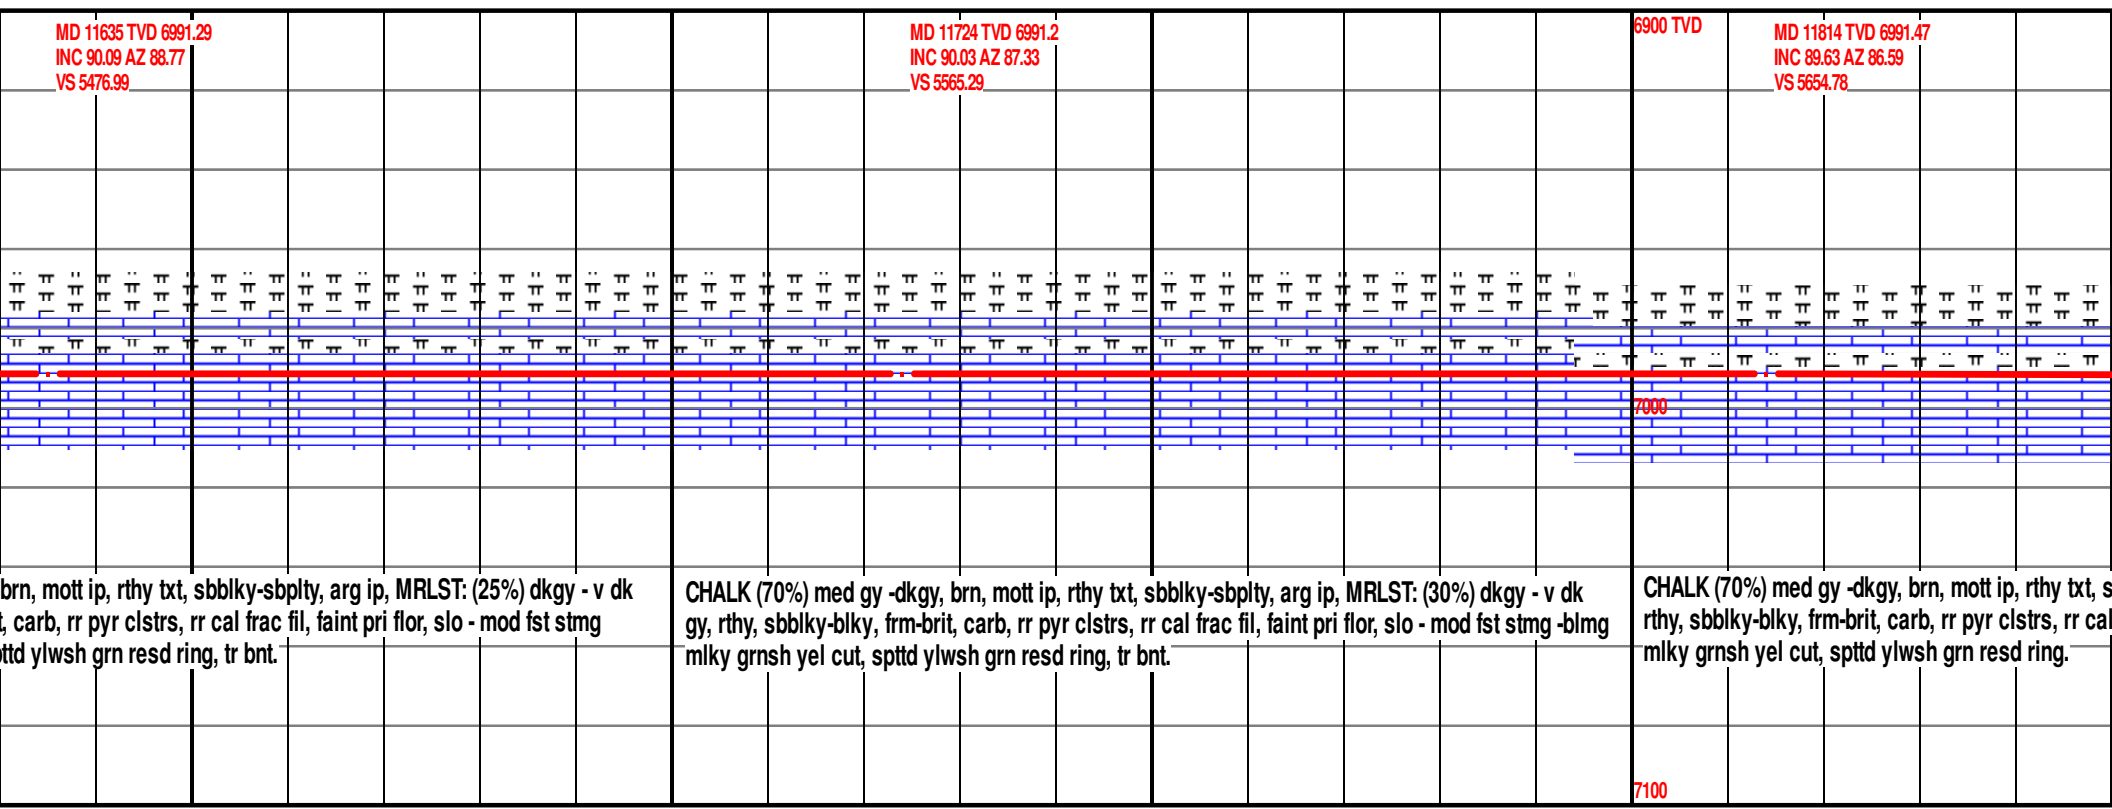 MD 11635 TVD 6991.29
INC 90.09 AZ 88.77
VS 5476.99
MD 11724 TVD 6991.2
INC 90.03 AZ 87.33
VS 5565.29
6900 TVD
MD 11814 TVD 6991.47
INC 89.63 AZ 86.59
VS 5654.78
7000
brn, mott ip, rthy txt, sbblky-sbplty, arg ip, MRLST: (25%) dkgy - v dk
, carb, rr pyr clstrs, rr cal frac fil, faint pri flor, slo - mod fst stmg
ttd ylwsh grn resd ring, tr bnt.
CHALK (70%) med gy -dkgy, brn, mott ip, rthy txt, sbblky-sbplty, arg ip, MRLST: (30%) dkgy - v dk
gy, rthy, sbblky-blky, frm-brit, carb, rr pyr clstrs, rr cal frac fil, faint pri flor, slo - mod fst stmg -blmg
mlky grnsh yel cut, spttd ylwsh grn resd ring, tr bnt.
CHALK (70%) med gy -dkgy, brn, mott ip, rthy txt, s
rthy, sbblky-blky, frm-brit, carb, rr pyr clstrs, rr cal
mlky grnsh yel cut, spttd ylwsh grn resd ring.
7100